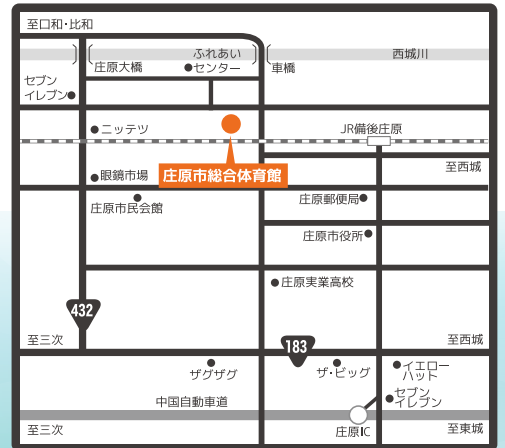 至口和・比和
ふれあい
センター
庄原大橋
車橋
西城川
セブン
イレブン
ニッテツ
JR備後庄原
庄原市総合体育館
至西城
眼鏡市場
庄原市民会館
庄原郵便局
庄原市役所
庄原実業高校
432
183
至三次
至西城
ザグザグ
ザ・ビッグ
イエロー
ハット
セブン
イレブン
中国自動車道
至三次
庄原IC
至東城